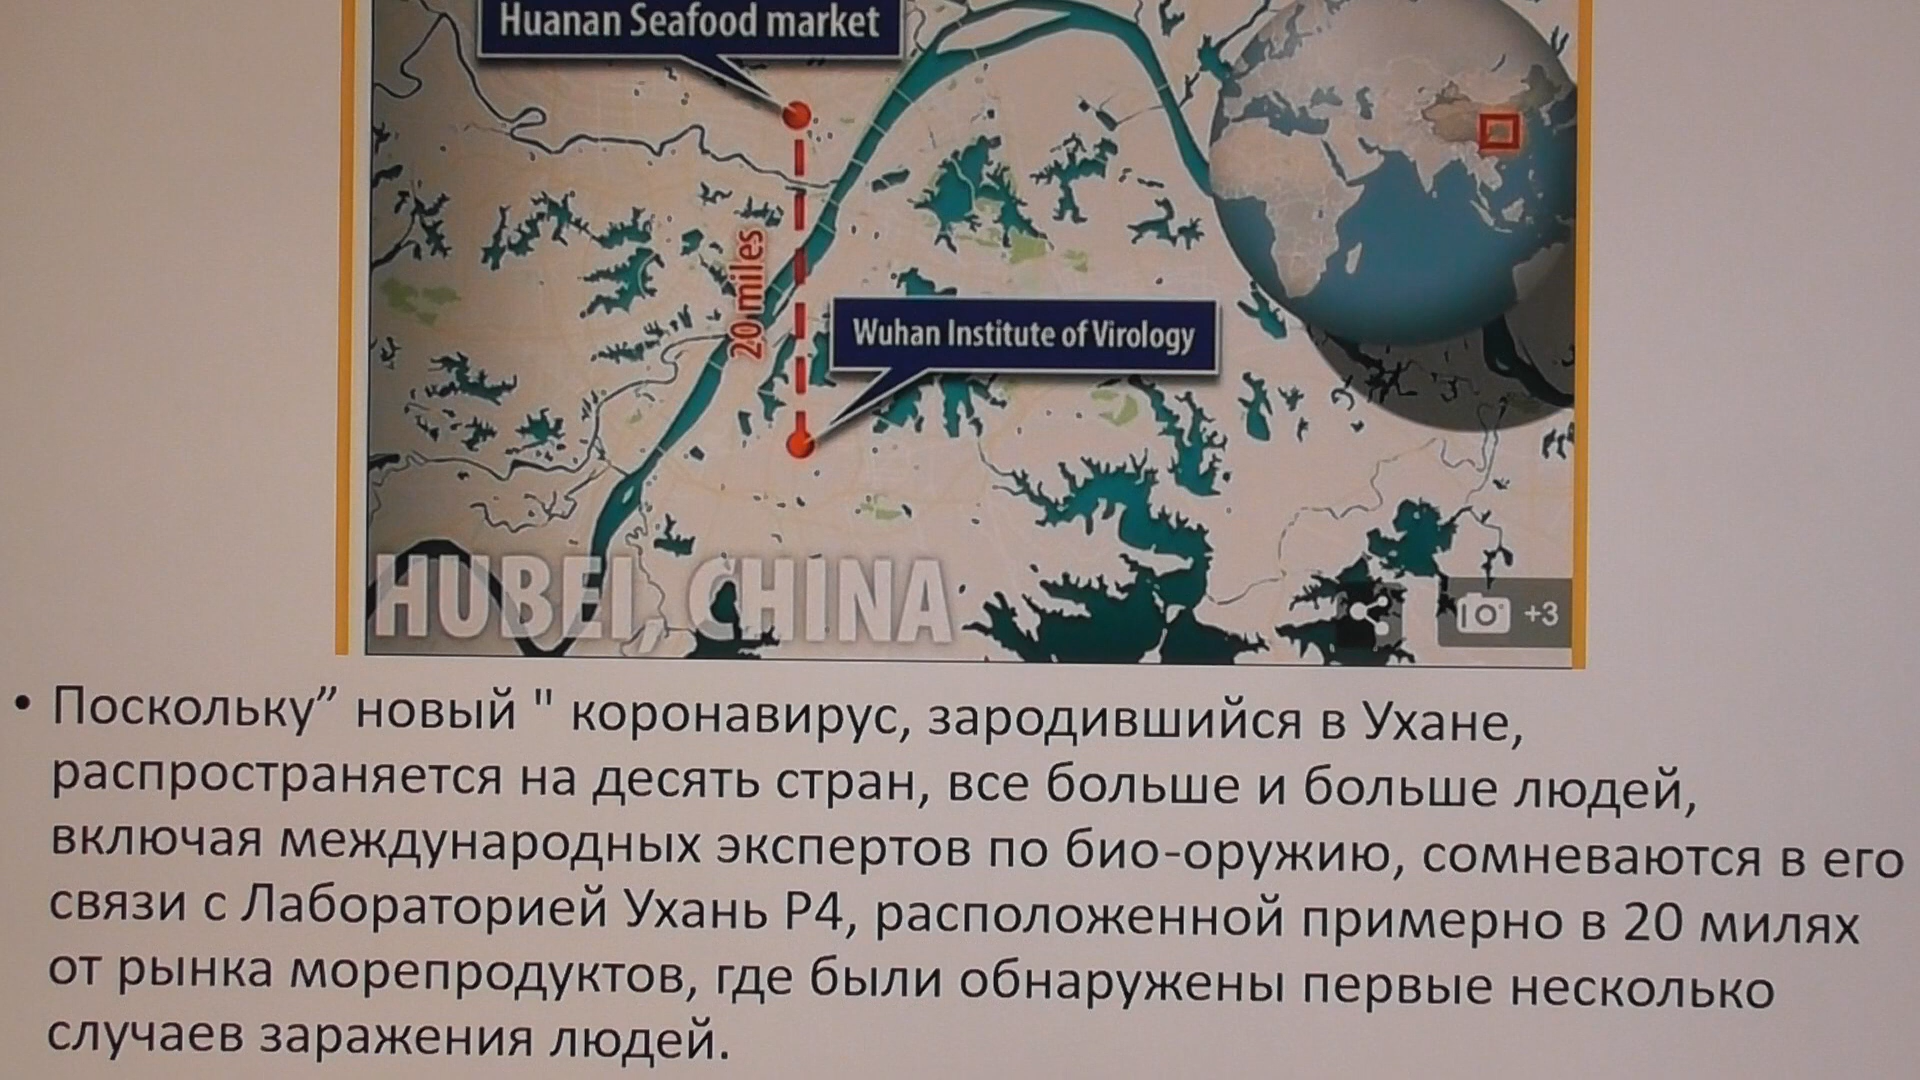 Huanan Seafood market
20 miles
Wuhan Institute of Virology
HUBEI, CHINA
+3
• Поскольку” новый " коронавирус, зародившийся в Ухане,
распространяется на десять стран, все больше и больше людей,
включая международных экспертов по био-оружию, сомневаются в его
связи с Лабораторией Ухань Р4, расположенной примерно в 20 милях
от рынка морепродуктов, где были обнаружены первые несколько
случаев заражения людей.